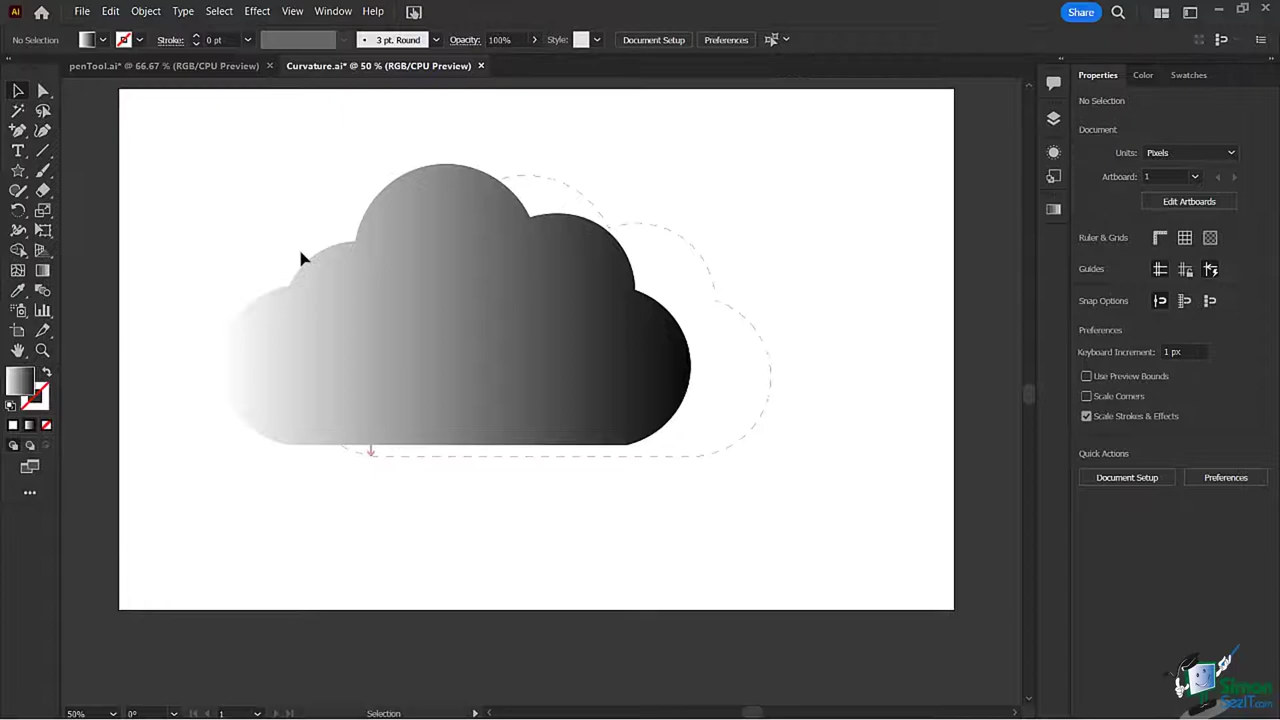 Ai File Edit Object Type Select Effect View Window Help Share
No Selection Stroke: 0 pt 3 pt. Round Opacity: 100% Style: Document Setup Preferences
penTool.ai* @ 66.67 % (RGB/CPU Preview) × Curvature.ai* @ 50 % (RGB/CPU Preview) ×
Properties Color Swatches
No Selection
Document
Units: Pixels
Artboard: 1
Edit Artboards
Ruler & Grids
Guides
Snap Options
Preferences
Keyboard Increment: 1 px
Use Preview Bounds
Scale Corners
Scale Strokes & Effects
Quick Actions
Document Setup Preferences
50% 0° 1 Selection
Simon
SezIT.com